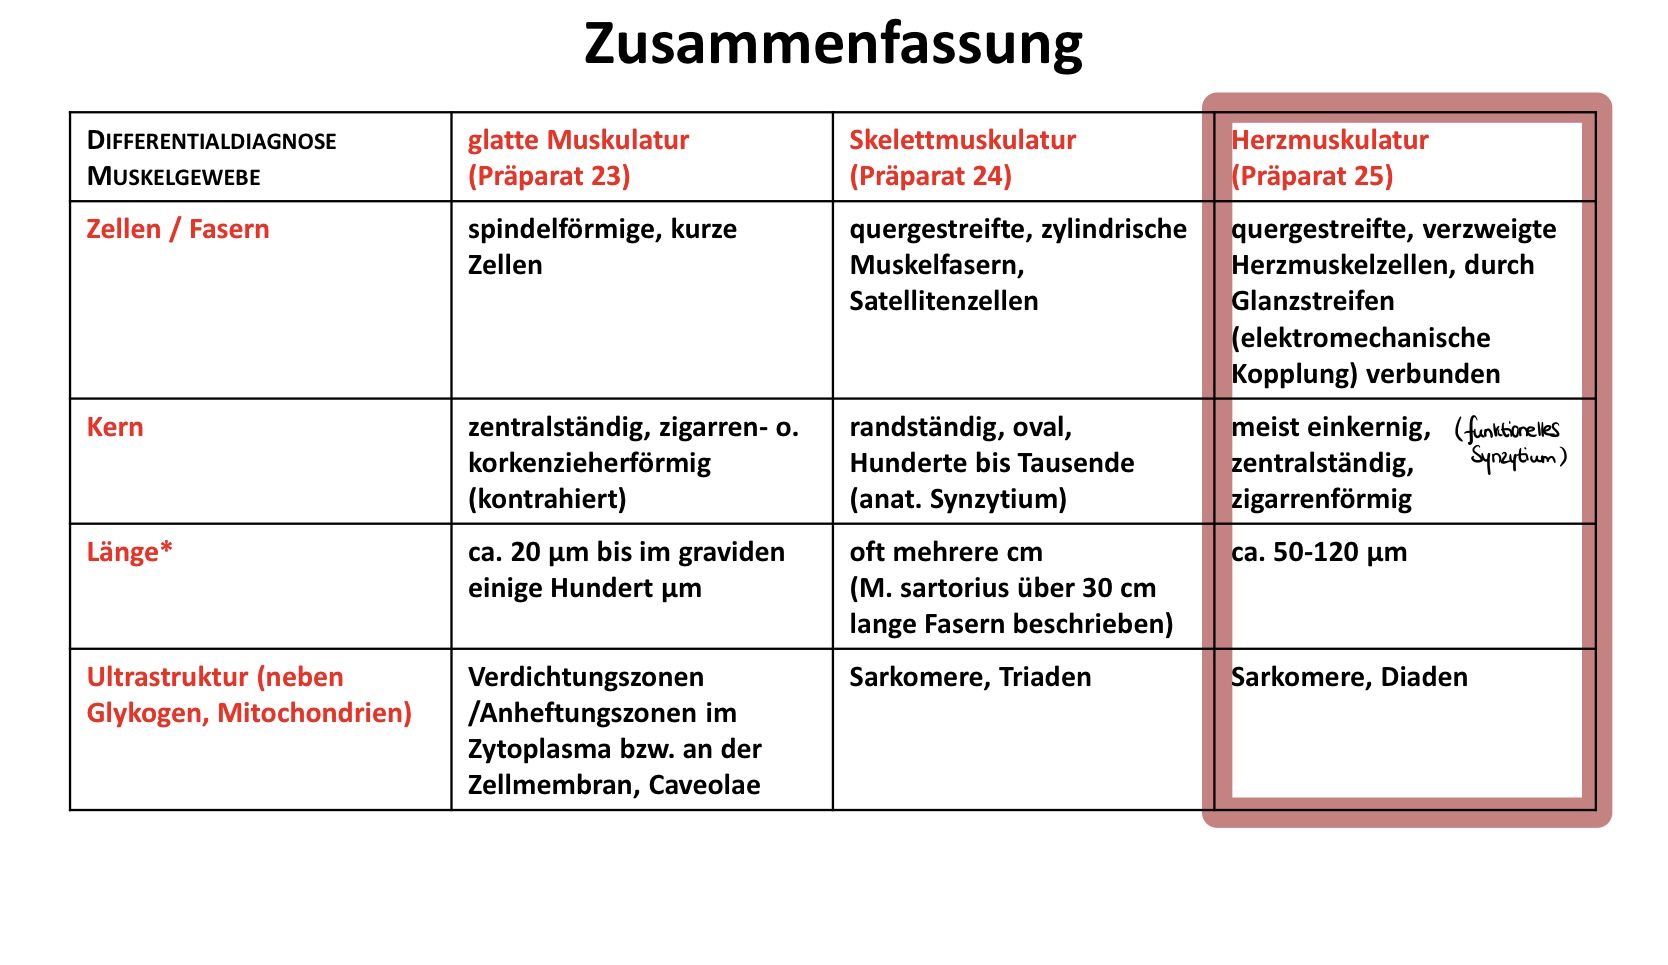 Zusammenfassung
DIFFERENTIALDIAGNOSE
MUSKELGEWEBE
glatte Muskulatur
(Präparat 23)
Skelettmuskulatur
(Präparat 24)
Herzmuskulatur
(Präparat 25)
Zellen / Fasern
spindelförmige, kurze
Zellen
quergestreifte, zylindrische
Muskelfasern,
Satellitenzellen
quergestreifte, verzweigte
Herzmuskelzellen, durch
Glanzstreifen
(elektromechanische
Kopplung) verbunden
Kern
zentralständig, zigarren- o.
korkenzieherförmig
(kontrahiert)
randständig, oval,
Hunderte bis Tausende
(anat. Synzytium)
meist einkernig,
zentralständig,
zigarrenförmig
(funktionelles
Synzytium)
Länge*
ca. 20 µm bis im graviden
einige Hundert µm
oft mehrere cm
(M. sartorius über 30 cm
lange Fasern beschrieben)
ca. 50-120 µm
Ultrastruktur (neben
Glykogen, Mitochondrien)
Verdichtungszonen
/Anheftungszonen im
Zytoplasma bzw. an der
Zellmembran, Caveolae
Sarkomere, Triaden
Sarkomere, Diaden